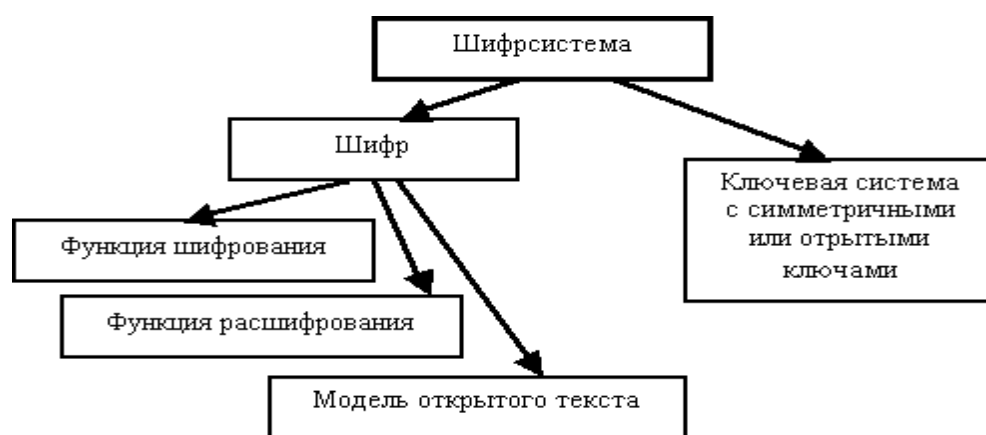 Шифрсистема
Шифр
Ключевая система
с симметричными
или отрытыми
ключами
Функция шифрования
Функция расшифрования
Модель открытого текста